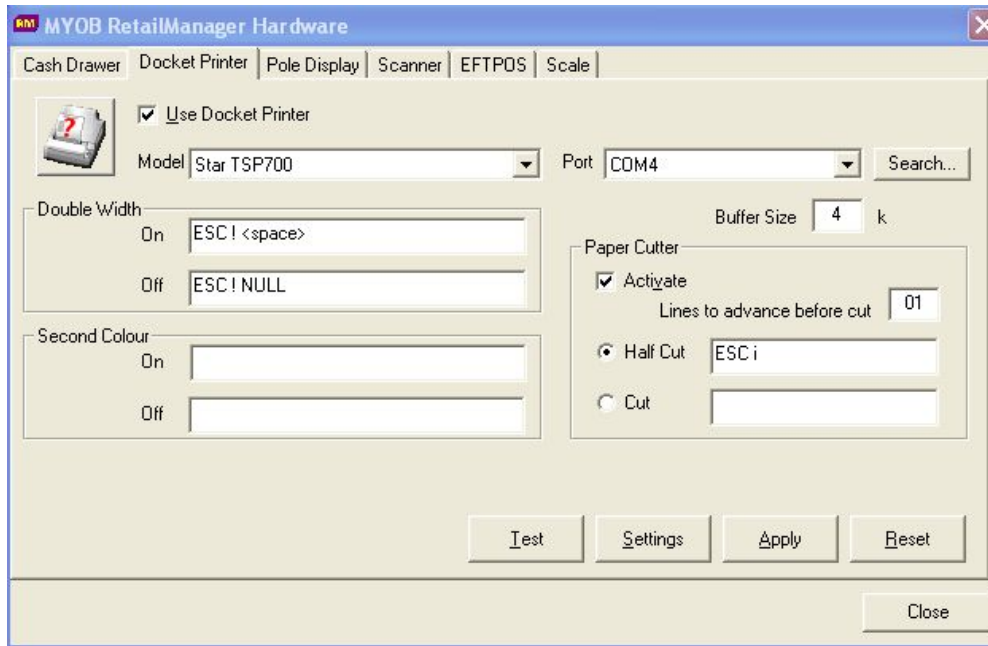 RM MYOB RetailManager Hardware
Cash Drawer Docket Printer Pole Display Scanner EFTPOS Scale
? Use Docket Printer
Model Star TSP700 Port COM4 Search...
Double Width
On ESC ! <space>
Off ESC ! NULL
Second Colour
On
Off
Buffer Size 4 k
Paper Cutter
Activate
Lines to advance before cut 01
Half Cut ESC i
Cut
Test Settings Apply Reset
Close